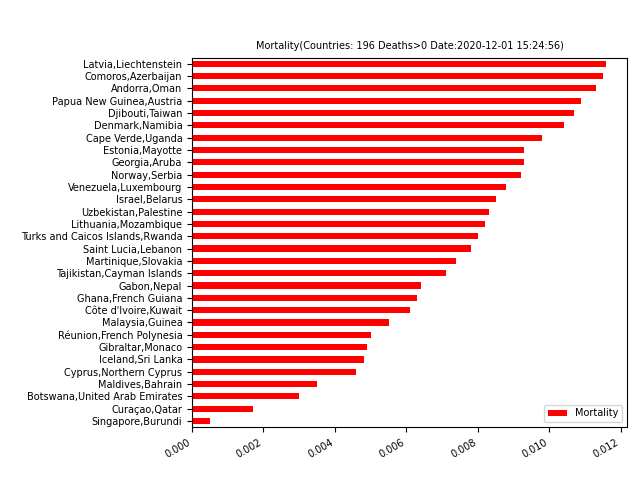 Mortality(Countries: 196 Deaths>0 Date:2020-12-01 15:24:56)
Latvia,Liechtenstein
Comoros,Azerbaijan
Andorra,Oman
Papua New Guinea,Austria
Djibouti,Taiwan
Denmark,Namibia
Cape Verde,Uganda
Estonia,Mayotte
Georgia,Aruba
Norway,Serbia
Venezuela,Luxembourg
Israel,Belarus
Uzbekistan,Palestine
Lithuania,Mozambique
Turks and Caicos Islands,Rwanda
Saint Lucia,Lebanon
Martinique,Slovakia
Tajikistan,Cayman Islands
Gabon,Nepal
Ghana,French Guiana
Côte d'Ivoire,Kuwait
Malaysia,Guinea
Réunion,French Polynesia
Gibraltar,Monaco
Iceland,Sri Lanka
Cyprus,Northern Cyprus
Maldives,Bahrain
Botswana,United Arab Emirates
Curaçao,Qatar
Singapore,Burundi
Mortality
0.000 0.002 0.004 0.006 0.008 0.010 0.012